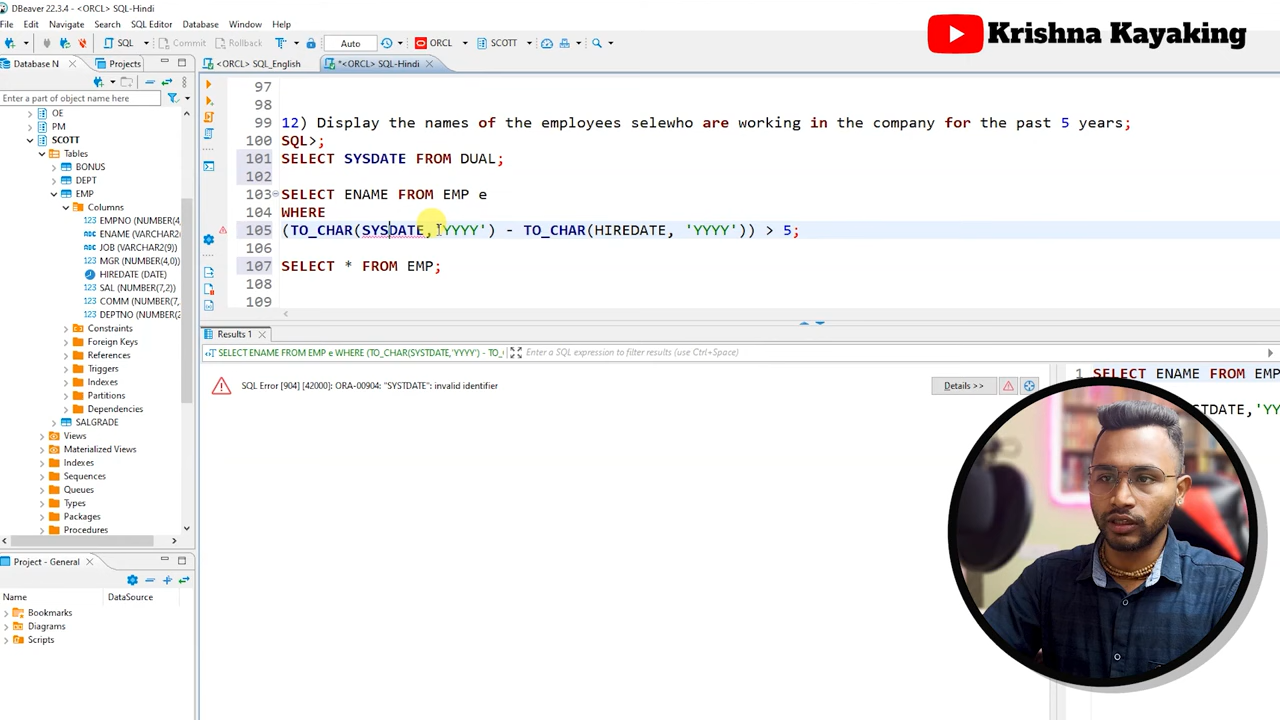 DBeaver 22.3.4 - <ORCL> SQL-Hindi
File Edit Navigate Search SQL Editor Database Window Help
SQL Commit Rollback Auto ORCL SCOTT
Krishna Kayaking
Database N Projects
<ORCL> SQL_English *<ORCL> SQL-Hindi
Enter a part of object name here
OE
PM
SCOTT
Tables
BONUS
DEPT
EMP
Columns
EMPNO (NUMBER(4,
ENAME (VARCHAR2(
JOB (VARCHAR2(9))
MGR (NUMBER(4,0))
HIREDATE (DATE)
SAL (NUMBER(7,2))
COMM (NUMBER(7,
DEPTNO (NUMBER(2
Constraints
Foreign Keys
References
Triggers
Indexes
Partitions
Dependencies
SALGRADE
Views
Materialized Views
Indexes
Sequences
Queues
Types
Packages
Procedures
97
98
99 12) Display the names of the employees selewho are working in the company for the past 5 years;
100 SQL>;
101 SELECT SYSDATE FROM DUAL;
102
103 SELECT ENAME FROM EMP e
104 WHERE
105 (TO_CHAR(SYSDATE,'YYYY') - TO_CHAR(HIREDATE, 'YYYY')) > 5;
106
107 SELECT * FROM EMP;
108
109
Results 1
SELECT ENAME FROM EMP e WHERE (TO_CHAR(SYSTDATE,'YYYY') - TO_
Enter a SQL expression to filter results (use Ctrl+Space)
SQL Error [904] [42000]: ORA-00904: "SYSTDATE": invalid identifier
Details >>
1 SELECT ENAME FROM EMP
STDATE,'YY
Project - General
Name DataSource
Bookmarks
Diagrams
Scripts